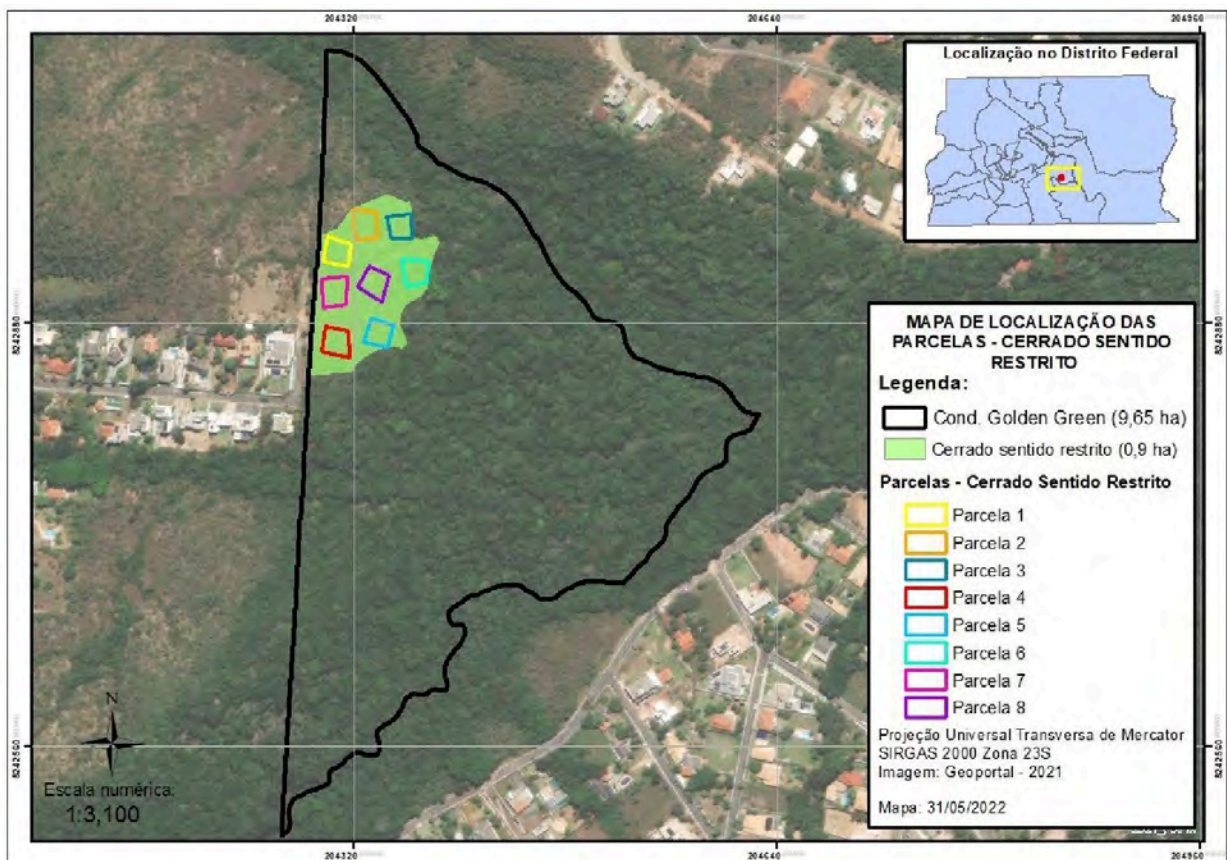 204320
204640
204960
Localização no Distrito Federal
8242880
8242880
MAPA DE LOCALIZAÇÃO DAS
PARCELAS - CERRADO SENTIDO
RESTRITO
Legenda:
Cond. Golden Green (9,65 ha)
Cerrado sentido restrito (0,9 ha)
Parcelas - Cerrado Sentido Restrito
Parcela 1
Parcela 2
Parcela 3
Parcela 4
Parcela 5
Parcela 6
Parcela 7
Parcela 8
Projeção Universal Transversa de Mercator
SIRGAS 2000 Zona 23S
Imagem: Geoportal - 2021
Mapa: 31/05/2022
N
Escala numérica:
1:3,100
8242560
8242560
204320
204640
204960